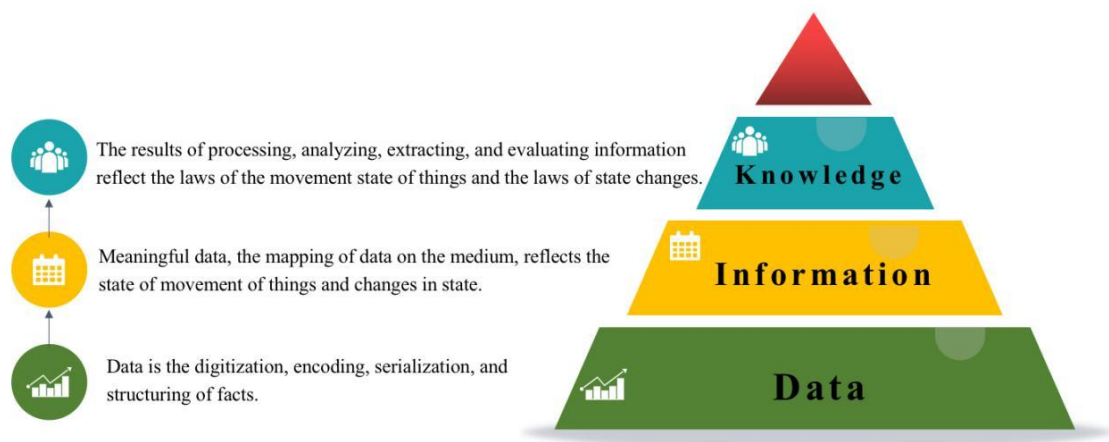 The results of processing, analyzing, extracting, and evaluating information
reflect the laws of the movement state of things and the laws of state changes.
Knowledge
Meaningful data, the mapping of data on the medium, reflects the
state of movement of things and changes in state.
Information
Data is the digitization, encoding, serialization, and
structuring of facts.
Data